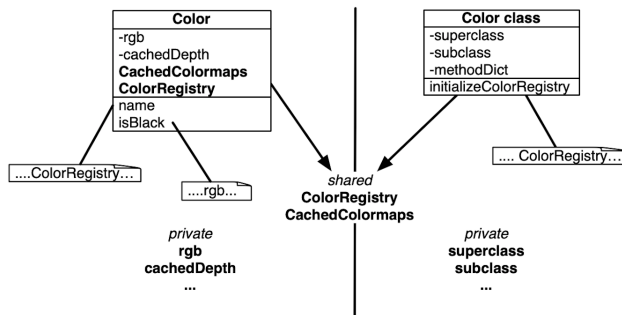 Color
-rgb
-cachedDepth
CachedColormaps
ColorRegistry
name
isBlack
....ColorRegistry...
....rgb...
Color class
-superclass
-subclass
-methodDict
initializeColorRegistry
.... ColorRegistry...
shared
ColorRegistry
CachedColormaps
private
rgb
cachedDepth
...
private
superclass
subclass
...